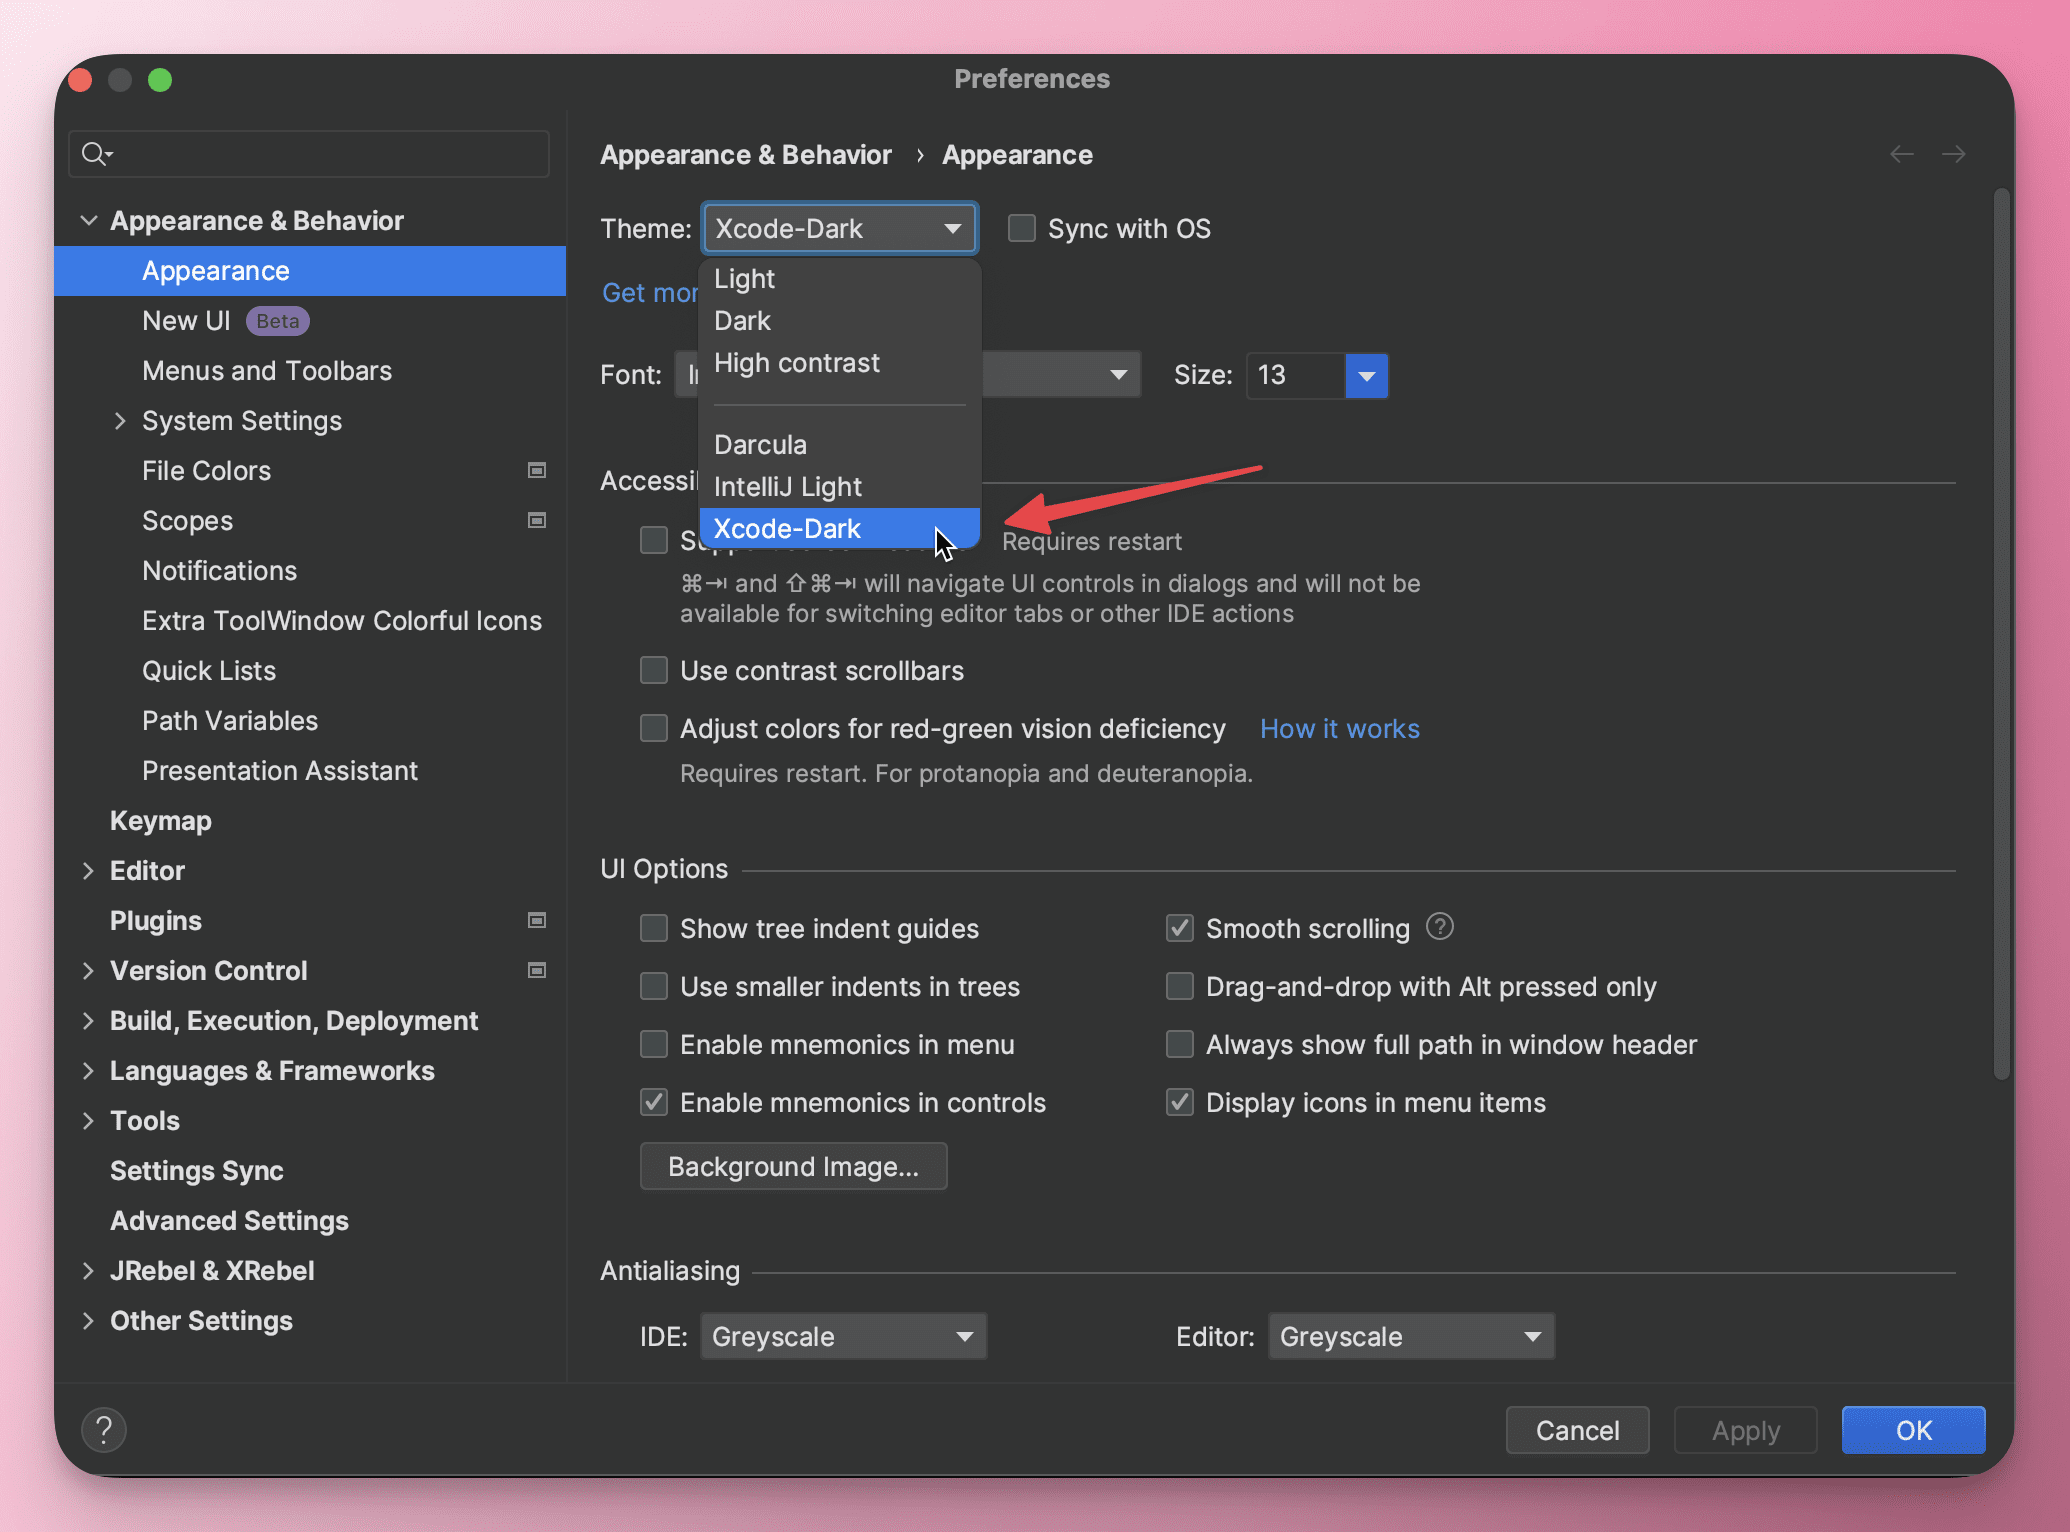 Preferences
Appearance & Behavior
Appearance
New UI Beta
Menus and Toolbars
System Settings
File Colors
Scopes
Notifications
Extra ToolWindow Colorful Icons
Quick Lists
Path Variables
Presentation Assistant
Keymap
Editor
Plugins
Version Control
Build, Execution, Deployment
Languages & Frameworks
Tools
Settings Sync
Advanced Settings
JRebel & XRebel
Other Settings
Appearance & Behavior › Appearance
Theme: Xcode-Dark Sync with OS
Get
Light
Dark
High contrast
Darcula
IntelliJ Light
Xcode-Dark
Font: Size: 13
Requires restart
⌘⇥ and ⇧⌘⇥ will navigate UI controls in dialogs and will not be
available for switching editor tabs or other IDE actions
Use contrast scrollbars
Adjust colors for red-green vision deficiency How it works
Requires restart. For protanopia and deuteranopia.
UI Options
Show tree indent guides Smooth scrolling ?
Use smaller indents in trees Drag-and-drop with Alt pressed only
Enable mnemonics in menu Always show full path in window header
Enable mnemonics in controls Display icons in menu items
Background Image...
Antialiasing
IDE: Greyscale Editor: Greyscale
? Cancel Apply OK